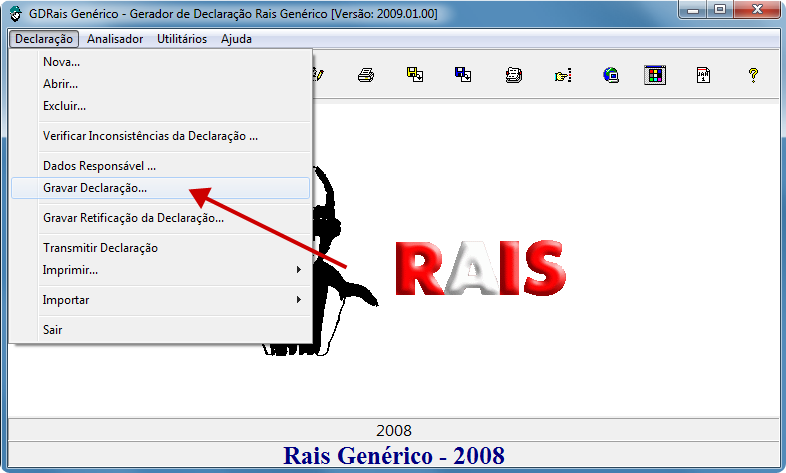 GDRais Genérico - Gerador de Declaração Rais Genérico [Versão: 2009.01.00]
Declaração Analisador Utilitários Ajuda
Nova...
Abrir...
Excluir...
Verificar Inconsistências da Declaração ...
Dados Responsável ...
Gravar Declaração...
Gravar Retificação da Declaração...
Transmitir Declaração
Imprimir...
Importar
Sair
RAIS
2008
Rais Genérico - 2008